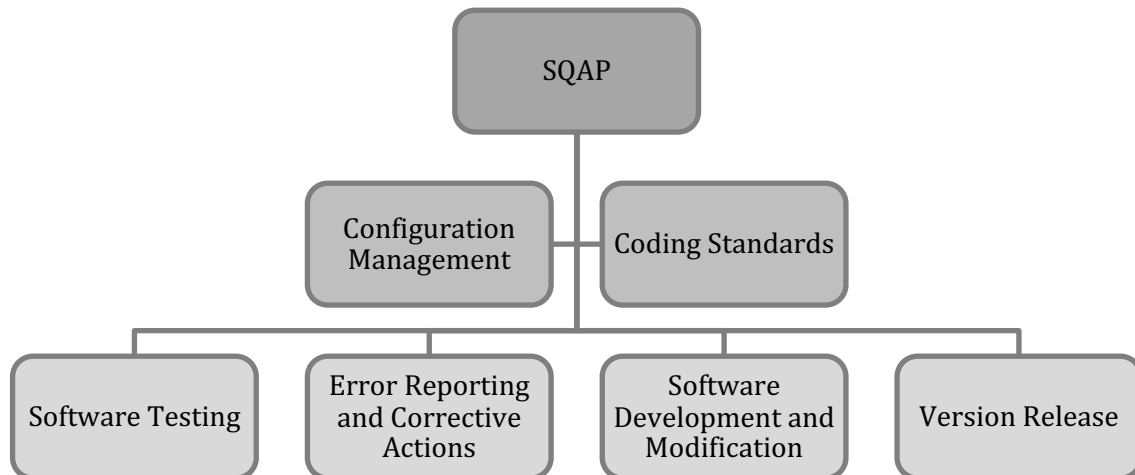 SQAP
Configuration
Management
Coding Standards
Software Testing
Error Reporting
and Corrective
Actions
Software
Development and
Modification
Version Release